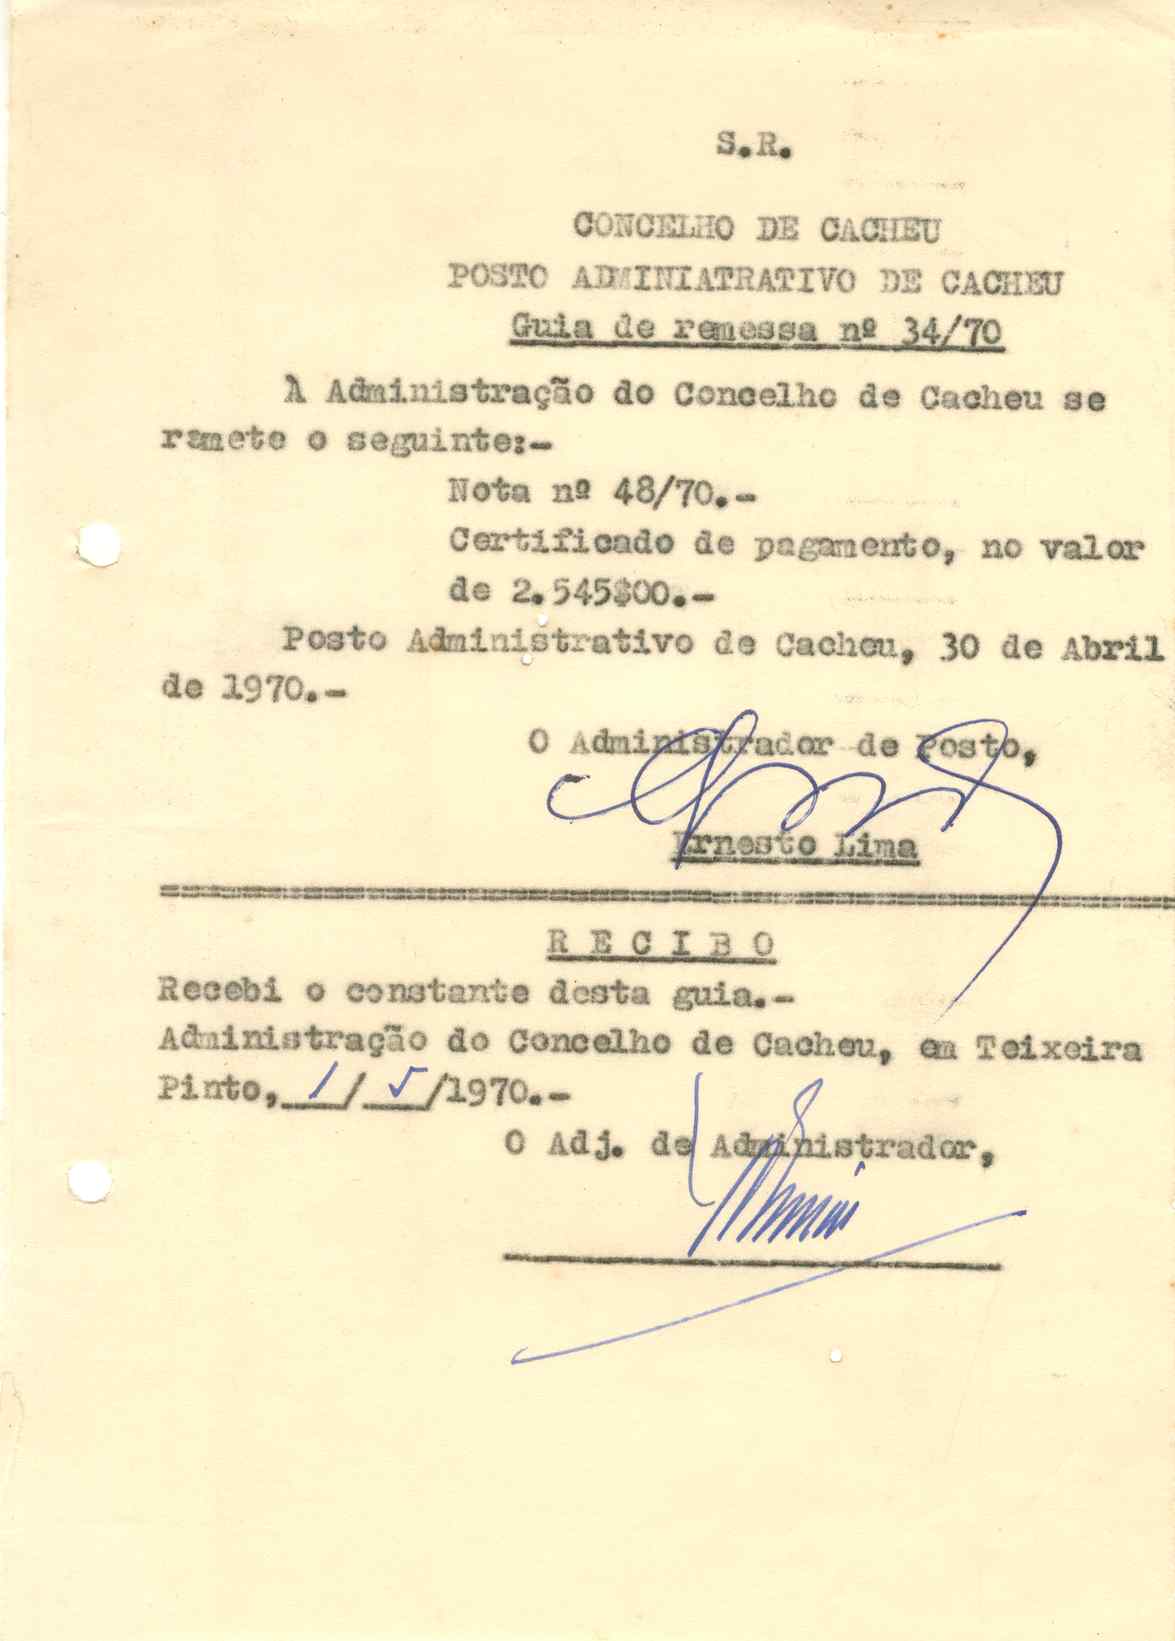 S.R.
CONCELHO DE CACHEU
POSTO ADMINIATRATIVO DE CACHEU
Guia de remessa nº 34/70
À Administração do Concelho de Cacheu se
remete o seguinte:-
Nota nº 48/70.-
Certificado de pagamento, no valor
de 2.545$00.-
Posto Administrativo de Cacheu, 30 de Abril
de 1970.-
O Administrador de Posto,
Ernesto Lima
RECIBO
Recebi o constante desta guia.-
Administração do Concelho de Cacheu, em Teixeira
Pinto, 1/5/1970.-
O Adj. de Administrador,